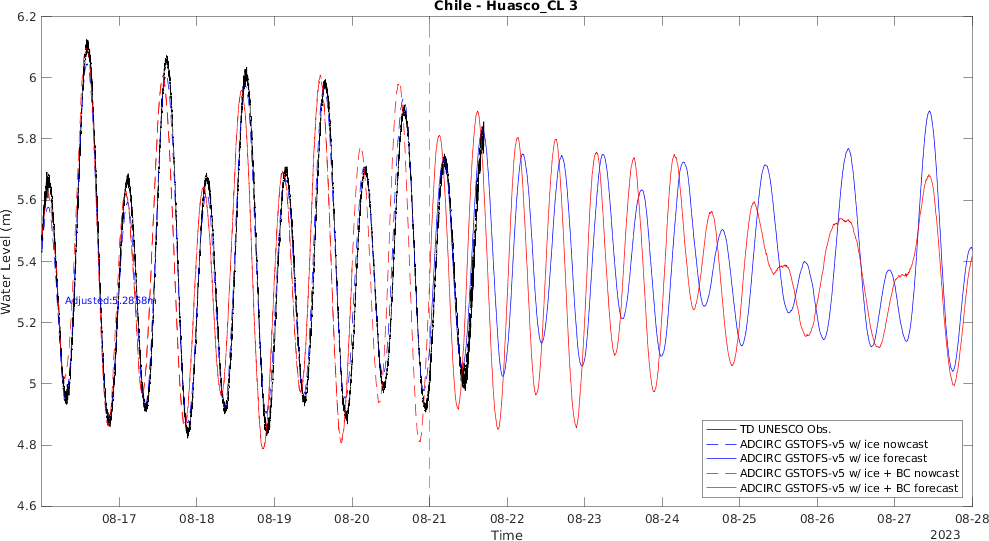 Chile - Huasco_CL 3
6.2
6
5.8
5.6
5.4
5.2
5
4.8
4.6
Water Level (m)
Adjusted:5.2858m
TD UNESCO Obs.
ADCIRC GSTOFS-v5 w/ ice nowcast
ADCIRC GSTOFS-v5 w/ ice forecast
ADCIRC GSTOFS-v5 w/ ice + BC nowcast
ADCIRC GSTOFS-v5 w/ ice + BC forecast
08-17 08-18 08-19 08-20 08-21 08-22 08-23 08-24 08-25 08-26 08-27 08-28
Time
2023